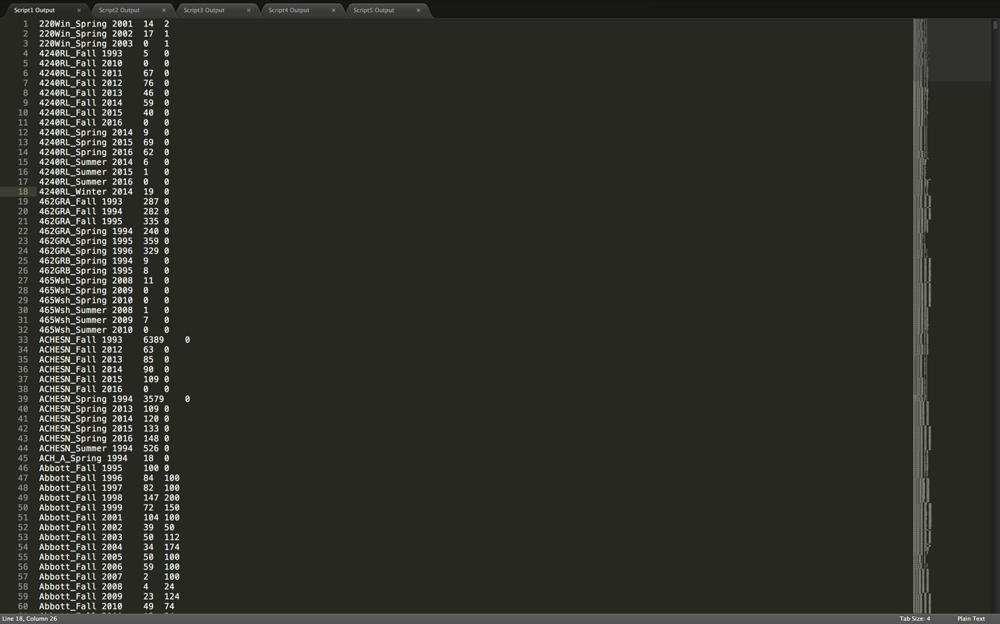 Script1 Output × Script2 Output × Script3 Output × Script4 Output × Script5 Output ×
1 220Win_Spring 2001 14 2
2 220Win_Spring 2002 17 1
3 220Win_Spring 2003 0 1
4 4240RL_Fall 1993 5 0
5 4240RL_Fall 2010 0 0
6 4240RL_Fall 2011 67 0
7 4240RL_Fall 2012 76 0
8 4240RL_Fall 2013 46 0
9 4240RL_Fall 2014 59 0
10 4240RL_Fall 2015 40 0
11 4240RL_Fall 2016 0 0
12 4240RL_Spring 2014 9 0
13 4240RL_Spring 2015 69 0
14 4240RL_Spring 2016 62 0
15 4240RL_Summer 2014 6 0
16 4240RL_Summer 2015 1 0
17 4240RL_Summer 2016 0 0
18 4240RL_Winter 2014 19 0
19 462GRA_Fall 1993 287 0
20 462GRA_Fall 1994 282 0
21 462GRA_Fall 1995 335 0
22 462GRA_Spring 1994 240 0
23 462GRA_Spring 1995 359 0
24 462GRA_Spring 1996 329 0
25 462GRB_Spring 1994 9 0
26 462GRB_Spring 1995 8 0
27 465Wsh_Spring 2008 11 0
28 465Wsh_Spring 2009 0 0
29 465Wsh_Spring 2010 0 0
30 465Wsh_Summer 2008 1 0
31 465Wsh_Summer 2009 7 0
32 465Wsh_Summer 2010 0 0
33 ACHESN_Fall 1993 6389 0
34 ACHESN_Fall 2012 63 0
35 ACHESN_Fall 2013 85 0
36 ACHESN_Fall 2014 90 0
37 ACHESN_Fall 2015 109 0
38 ACHESN_Fall 2016 0 0
39 ACHESN_Spring 1994 3579 0
40 ACHESN_Spring 2013 109 0
41 ACHESN_Spring 2014 120 0
42 ACHESN_Spring 2015 133 0
43 ACHESN_Spring 2016 148 0
44 ACHESN_Summer 1994 526 0
45 ACH_A_Spring 1994 18 0
46 Abbott_Fall 1995 100 0
47 Abbott_Fall 1996 84 100
48 Abbott_Fall 1997 82 100
49 Abbott_Fall 1998 147 200
50 Abbott_Fall 1999 72 150
51 Abbott_Fall 2001 104 100
52 Abbott_Fall 2002 39 50
53 Abbott_Fall 2003 50 112
54 Abbott_Fall 2004 34 174
55 Abbott_Fall 2005 50 100
56 Abbott_Fall 2006 59 100
57 Abbott_Fall 2007 2 100
58 Abbott_Fall 2008 4 24
59 Abbott_Fall 2009 23 124
60 Abbott_Fall 2010 49 74
Line 18, Column 26 Tab Size: 4 Plain Text